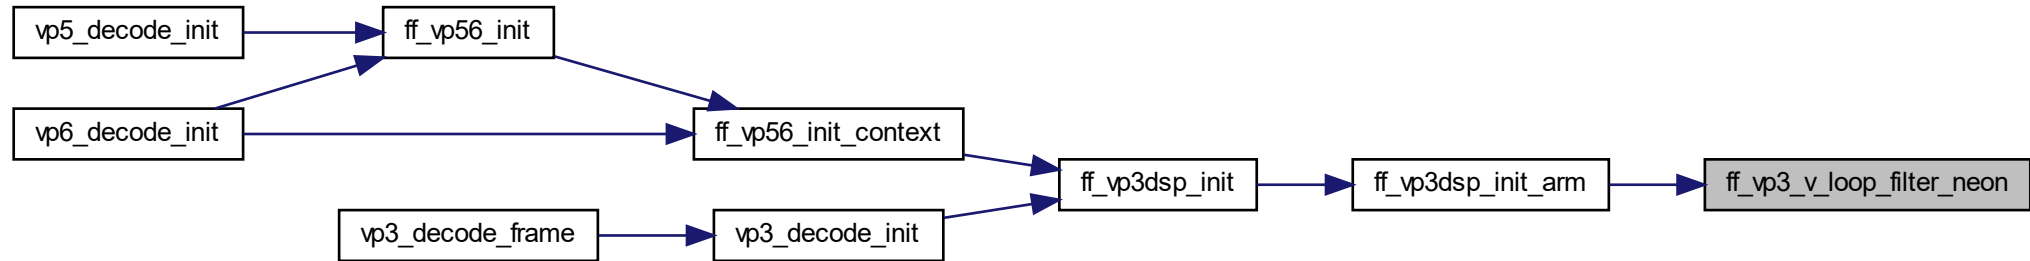 vp5_decode_init
ff_vp56_init
vp6_decode_init
ff_vp56_init_context
ff_vp3dsp_init
ff_vp3dsp_init_arm
ff_vp3_v_loop_filter_neon
vp3_decode_frame
vp3_decode_init